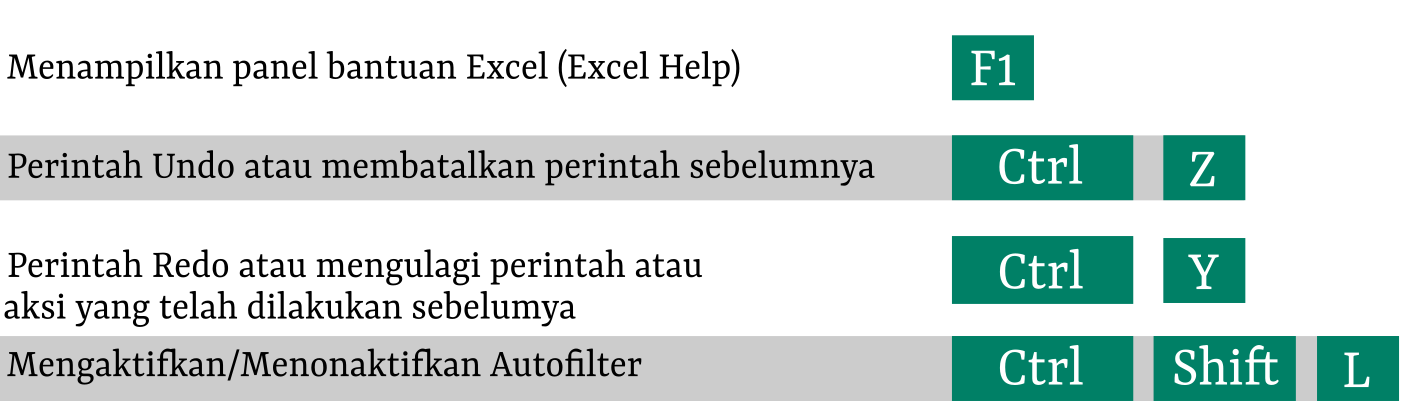 Menampilkan panel bantuan Excel (Excel Help) F1
Perintah Undo atau membatalkan perintah sebelumnya Ctrl Z
Perintah Redo atau mengulagi perintah atau Ctrl Y
aksi yang telah dilakukan sebelumya
Mengaktifkan/Menonaktifkan Autofilter Ctrl Shift L